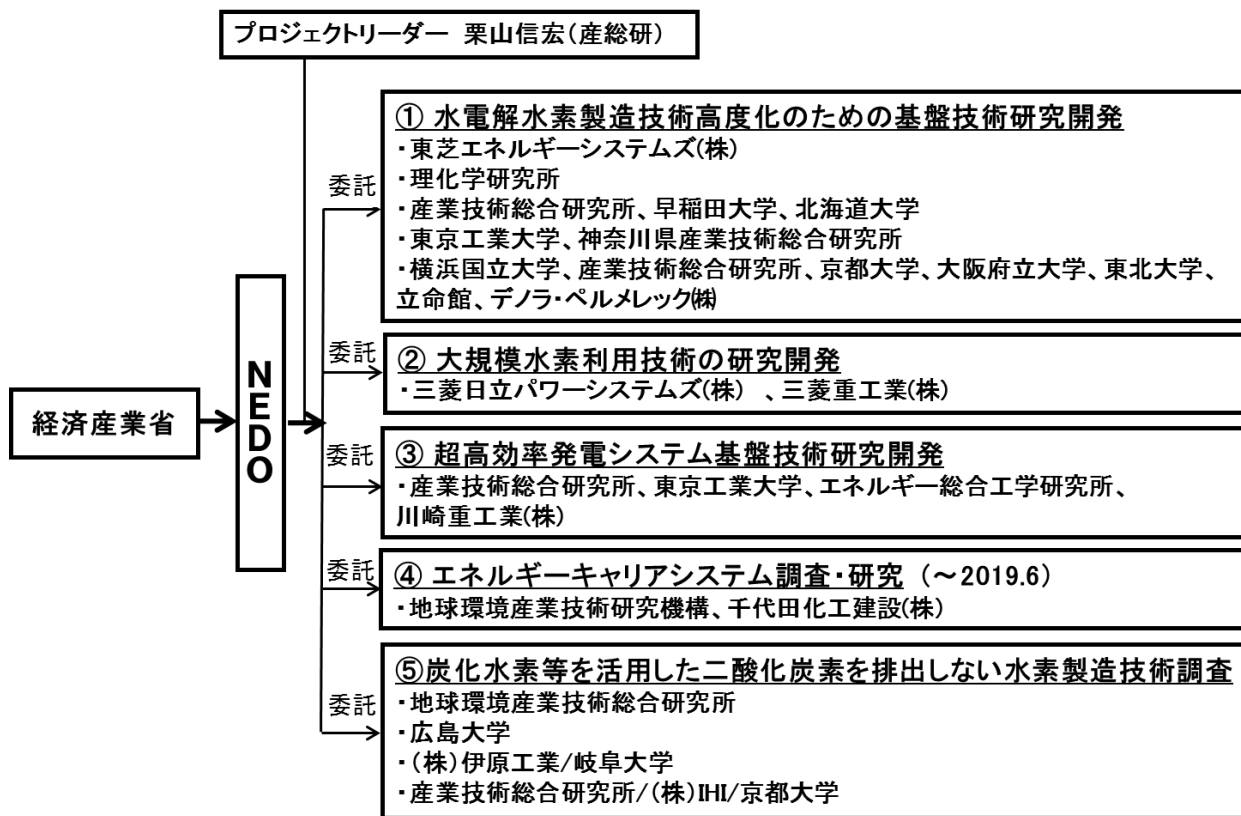 プロジェクトリーダー 栗山信宏(産総研)
経済産業省
NEDO
委託
① 水電解水素製造技術高度化のための基盤技術研究開発
・東芝エネルギーシステムズ(株)
・理化学研究所
・産業技術総合研究所、早稲田大学、北海道大学
・東京工業大学、神奈川県産業技術総合研究所
・横浜国立大学、産業技術総合研究所、京都大学、大阪府立大学、東北大学、
立命館、デノラ・ペルメレック㈱
委託
② 大規模水素利用技術の研究開発
・三菱日立パワーシステムズ(株) 、三菱重工業(株)
委託
③ 超高効率発電システム基盤技術研究開発
・産業技術総合研究所、東京工業大学、エネルギー総合工学研究所、
川崎重工業(株)
委託
④ エネルギーキャリアシステム調査・研究 (~2019.6)
・地球環境産業技術研究機構、千代田化工建設(株)
委託
⑤炭化水素等を活用した二酸化炭素を排出しない水素製造技術調査
・地球環境産業技術総合研究所
・広島大学
・(株)伊原工業/岐阜大学
・産業技術総合研究所/(株)IHI/京都大学